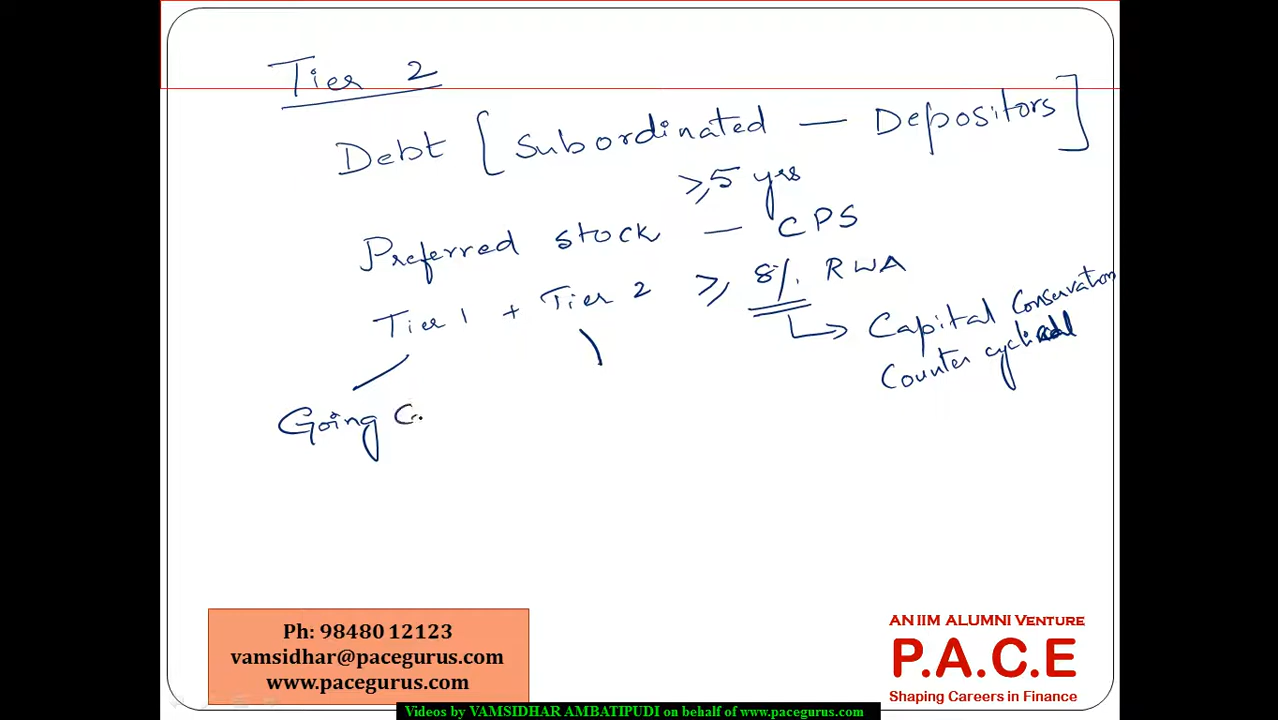 Tier 2
Debt [Subordinated — Depositors]
≥5 yrs
Preferred stock — CPS
Tier 1 + Tier 2 ≥ 8% RWA
Capital Conservation
Counter cyclical
Going C
Ph: 98480 12123
vamsidhar@pacegurus.com
www.pacegurus.com
AN IIM ALUMNI VENTURE
P.A.C.E
Shaping Careers in Finance
Videos by VAMSIDHAR AMBATIPUDI on behalf of www.pacegurus.com